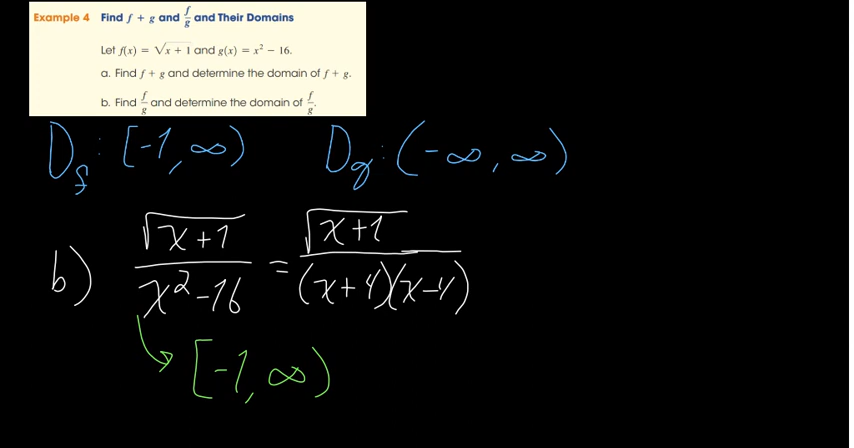 Example 4 Find f + g and f/g and Their Domains
Let f(x) = √(x + 1) and g(x) = x² − 16.
a. Find f + g and determine the domain of f + g.
b. Find f/g and determine the domain of f/g.
D_f : [-1, ∞) D_g : (-∞, ∞)
b) √(x+1)/(x²-16) = √(x+1)/((x+4)(x-4))
[-1, ∞)